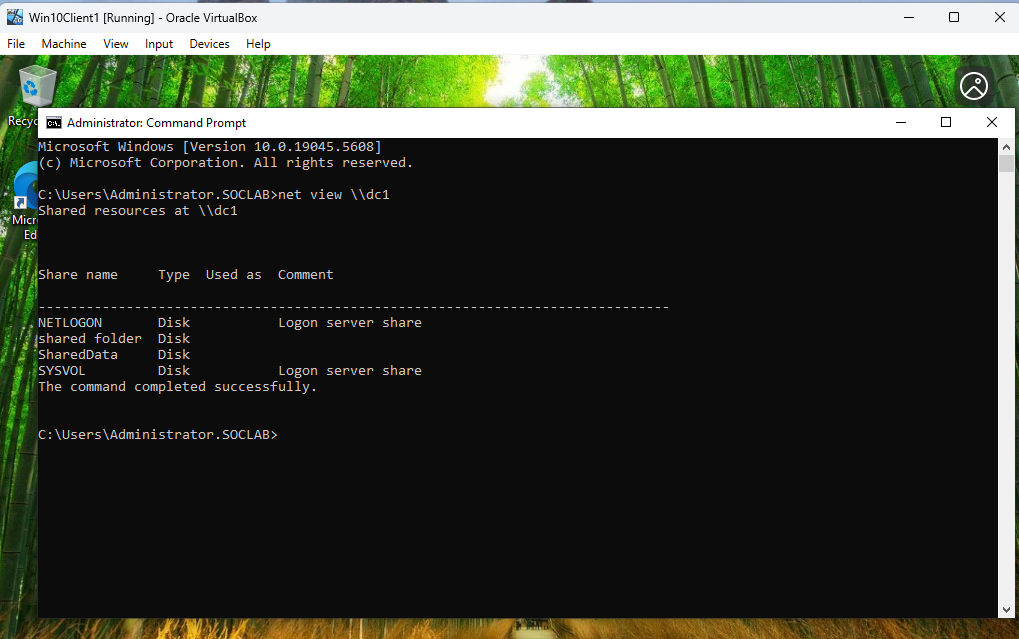 Win10Client1 [Running] - Oracle VirtualBox
File Machine View Input Devices Help
Administrator: Command Prompt
Microsoft Windows [Version 10.0.19045.5608]
(c) Microsoft Corporation. All rights reserved.
C:\Users\Administrator.SOCLAB>net view \\dc1
Shared resources at \\dc1
Share name Type Used as Comment
-------------------------------------------------------------------------------
NETLOGON Disk Logon server share
shared folder Disk
SharedData Disk
SYSVOL Disk Logon server share
The command completed successfully.
C:\Users\Administrator.SOCLAB>
Recyc
Micr
Ed